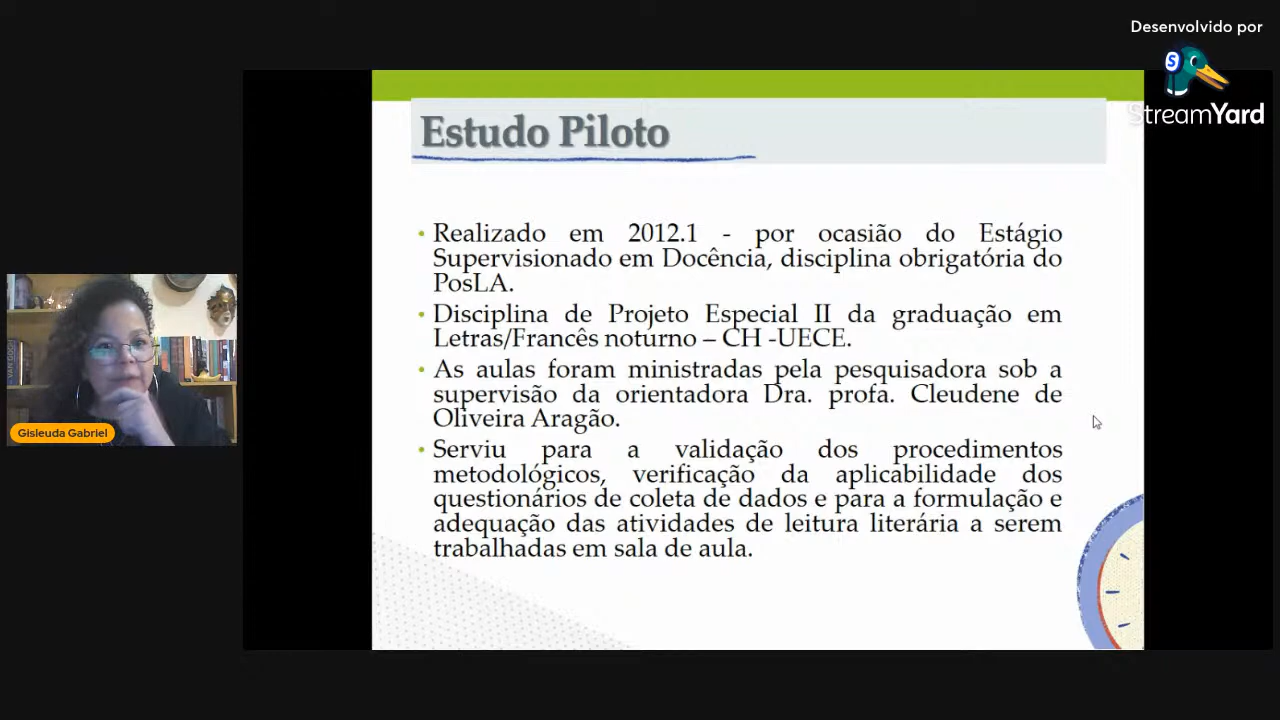 Desenvolvido por
StreamYard
Estudo Piloto
• Realizado em 2012.1 - por ocasião do Estágio
Supervisionado em Docência, disciplina obrigatória do
PosLA.
• Disciplina de Projeto Especial II da graduação em
Letras/Francês noturno – CH -UECE.
• As aulas foram ministradas pela pesquisadora sob a
supervisão da orientadora Dra. profa. Cleudene de
Oliveira Aragão.
• Serviu para a validação dos procedimentos
metodológicos, verificação da aplicabilidade dos
questionários de coleta de dados e para a formulação e
adequação das atividades de leitura literária a serem
trabalhadas em sala de aula.
VAN GOGH
Gisleuda Gabriel